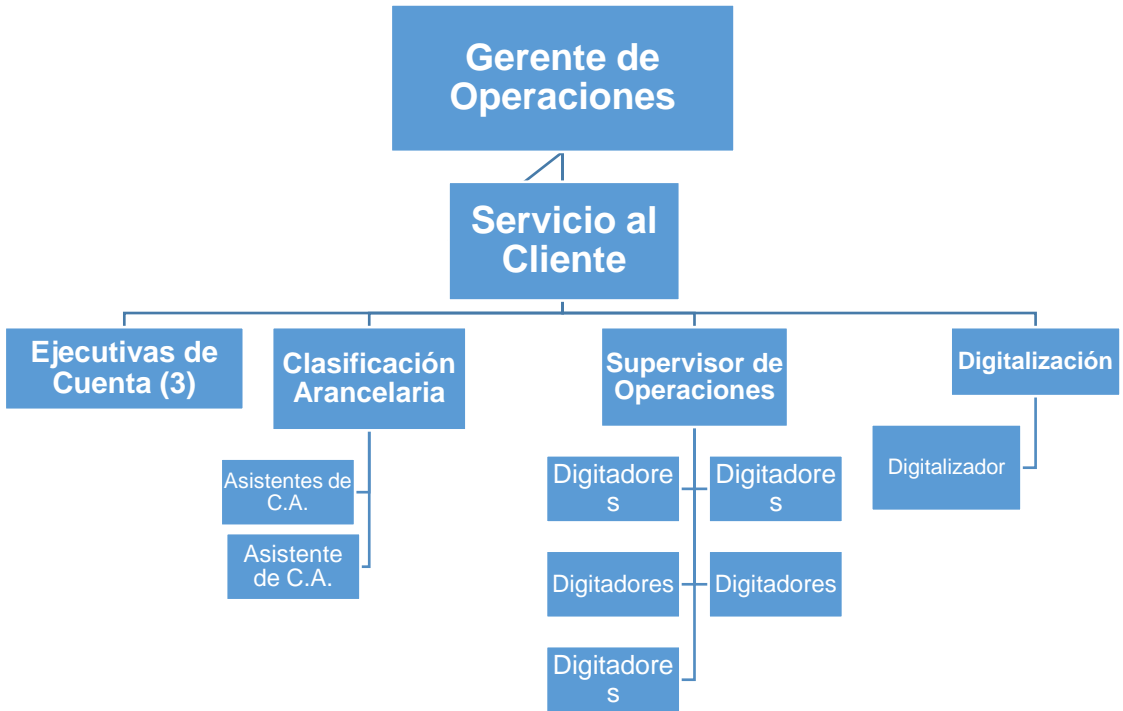 Gerente de
Operaciones
Servicio al
Cliente
Ejecutivas de
Cuenta (3)
Clasificación
Arancelaria
Supervisor de
Operaciones
Digitalización
Asistentes de
C.A.
Asistente
de C.A.
Digitadore
s
Digitadore
s
Digitadores
Digitadores
Digitadore
s
Digitalizador